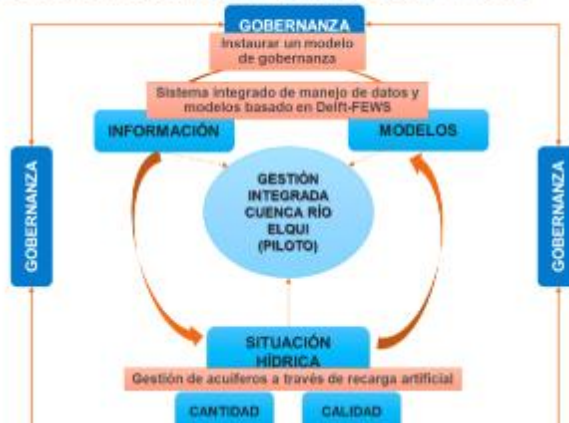 GOBERNANZA
Instaurar un modelo
de gobernanza
Sistema integrado de manejo de datos y
modelos basado en Delft-FEWS
INFORMACIÓN
MODELOS
GOBERNANZA
GESTIÓN
INTEGRADA
CUENCA RÍO
ELQUI
(PILOTO)
GOBERNANZA
SITUACIÓN
HÍDRICA
Gestión de acuíferos a través de recarga artificial
CANTIDAD
CALIDAD